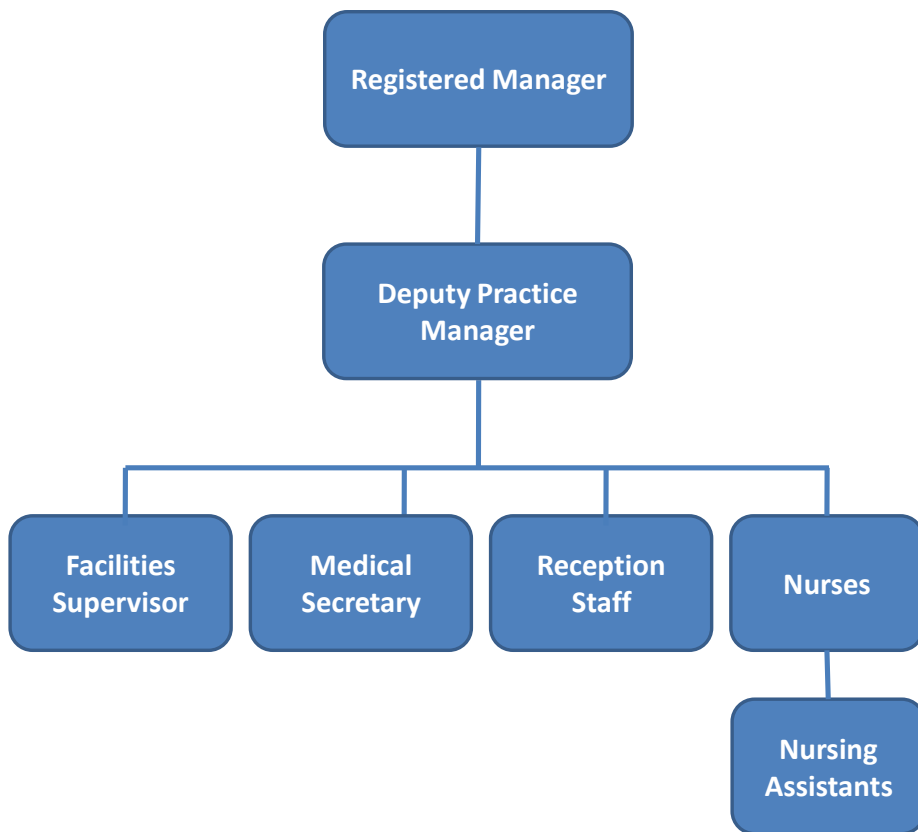 Registered Manager
Deputy Practice
Manager
Facilities
Supervisor
Medical
Secretary
Reception
Staff
Nurses
Nursing
Assistants